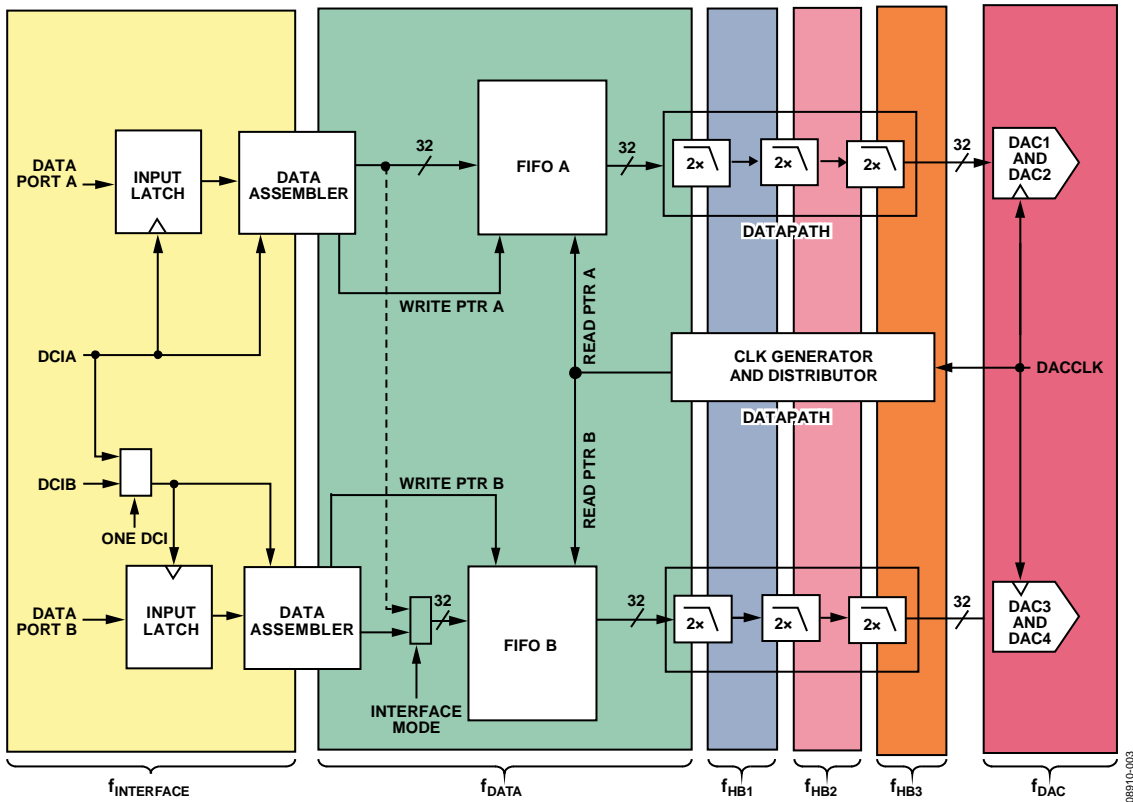 DATA
PORT A
INPUT
LATCH
DATA
ASSEMBLER
32
FIFO A
32
2×
2×
2×
32
DAC1
AND
DAC2
DATAPATH
WRITE PTR A
READ PTR A
DCIA
CLK GENERATOR
AND DISTRIBUTOR
DACCLK
DATAPATH
DCIB
ONE DCI
WRITE PTR B
READ PTR B
DATA
PORT B
INPUT
LATCH
DATA
ASSEMBLER
32
FIFO B
32
2×
2×
2×
32
DAC3
AND
DAC4
INTERFACE
MODE
fINTERFACE
fDATA
fHB1
fHB2
fHB3
fDAC
08910-003